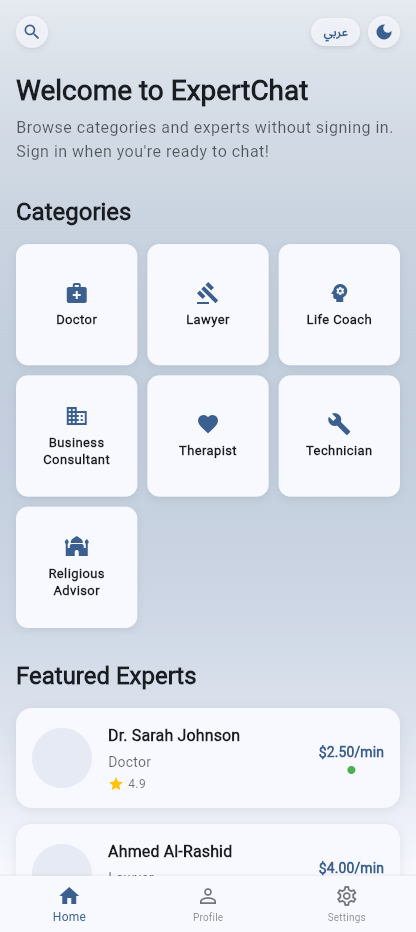 عربي
Welcome to ExpertChat
Browse categories and experts without signing in.
Sign in when you're ready to chat!
Categories
Doctor
Lawyer
Life Coach
Business
Consultant
Therapist
Technician
Religious
Advisor
Featured Experts
Dr. Sarah Johnson
Doctor
4.9
$2.50/min
Ahmed Al-Rashid
Lawyer
$4.00/min
Home
Profile
Settings